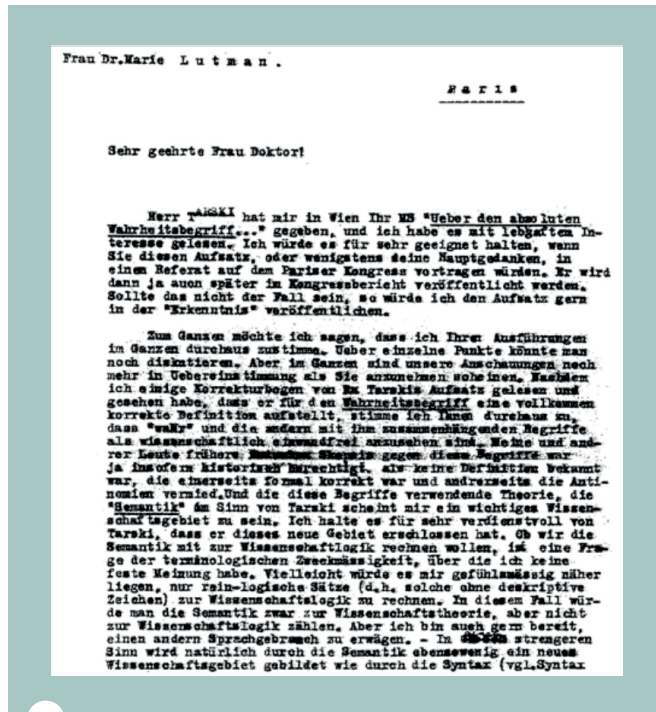 Frau Dr.Marie L u t m a n .
P a r i s
Sehr geehrte Frau Doktor!
Herr TARSKI hat mir in Wien Ihr MS "Ueber den absoluten
Wahrheitsbegriff..." gegeben, und ich habe es mit lebgaftem In-
teresse gelesen. Ich würde es für sehr geeignet halten, wenn
Sie diesen Aufsatz, oder wenigstens seine Hauptgedanken, in
einem Referat auf dem Pariser Kongress vortragen würden. Er wird
dann ja auch später im Kongressbericht veröffentlicht werden.
Sollte das nicht der Fall sein, so würde ich den Aufsatz gern
in der "Erkenntnis" veröffentlichen.
Zum Ganzen möchte ich sagen, dass ich Ihren Ausführungen
im Ganzen durchaus zustimme. Ueber einzelne Punkte könnte man
noch diskutieren. Aber im Ganzen sind unsere Anschauungen noch
mehr in Uebereinstimmung als Sie anzunehmen scheinen. Nachdem
ich einige Korrekturbogen von Tarskis Aufsatz gelesen und
gesehen habe, dass er für den Wahrheitsbegriff eine vollkommen
korrekte Definition aufstellt, stimme ich Ihnen durchaus zu,
dass "wahr" und die andern mit ihm zusammenhängenden Begriffe
als wissenschaftlich einwandfrei anzusehen sind. Meine und and-
rer Leute frühere Skepsis gegen diese Begriffe war
ja insofern historisch berechtigt, als keine Definition bekannt
war, die einerseits formal korrekt war und andrerseits die Anti-
nomien vermied.Und die diese Begriffe verwendende Theorie, die
"Semantik" im Sinn von Tarski scheint mir ein wichtiges Wissen-
schaftsgebiet zu sein. Ich halte es für sehr verdienstvoll von
Tarski, dass er dieses neue Gebiet erschlossen hat. Ob wir die
Semantik mit zur Wissenschaftlogik rechnen wollen, ist eine Fra-
ge der terminologischen Zweckmässigkeit, über die ich keine
feste Meinung habe. Vielleicht würde es mir gefühlsmässig näher
liegen, nur rein-logische Sätze (d.h. solche ohne deskriptive
Zeichen) zur Wissenschaftslogik zu rechnen. In diesem Fall wür-
de man die Semantik zwar zur Wissenschaftstheorie, aber nicht
zur Wissenschaftslogik zählen. Aber ich bin auch gern bereit,
einen andern Sprachgebrauch zu erwägen. - In strengeren
Sinn wird natürlich durch die Semantik ebensowenig ein neues
Wissenschaftsgebiet gebildet wie durch die Syntax (vgl.Syntax